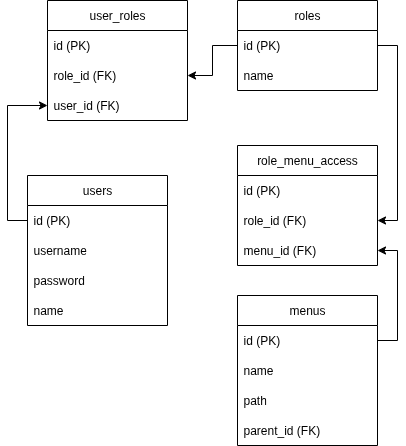 user_roles
id (PK)
role_id (FK)
user_id (FK)
roles
id (PK)
name
role_menu_access
id (PK)
role_id (FK)
menu_id (FK)
users
id (PK)
username
password
name
menus
id (PK)
name
path
parent_id (FK)